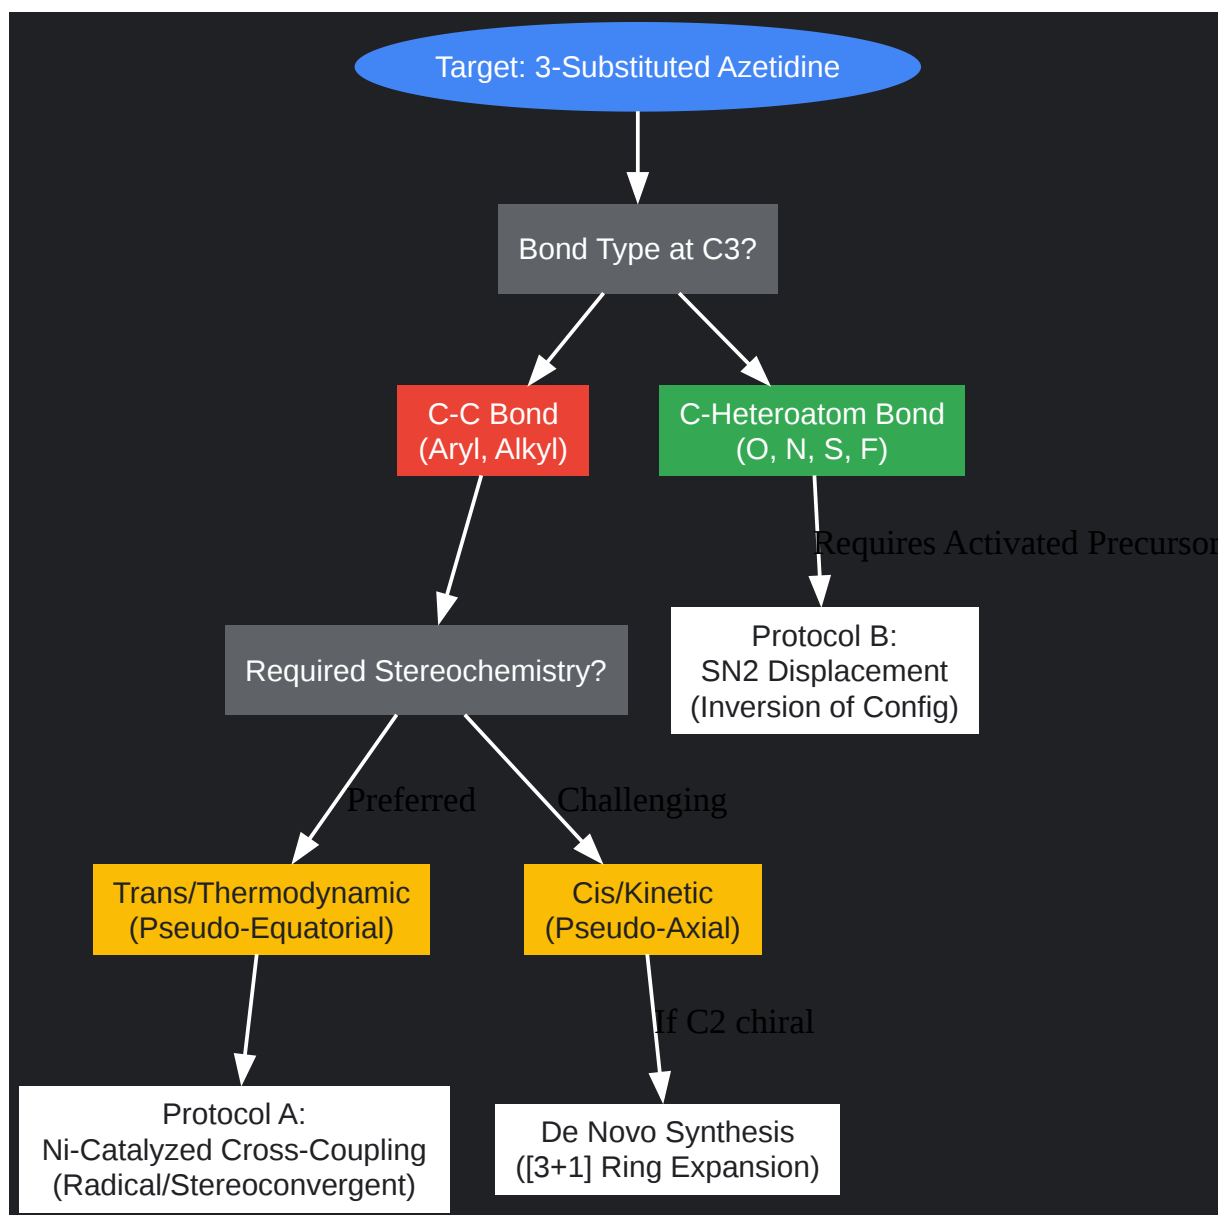 Target: 3-Substituted Azetidine
Bond Type at C3?
C-C Bond
(Aryl, Alkyl)
C-Heteroatom Bond
(O, N, S, F)
Requires Activated Precursor
Protocol B:
SN2 Displacement
(Inversion of Config)
Required Stereochemistry?
Preferred
Challenging
Trans/Thermodynamic
(Pseudo-Equatorial)
Cis/Kinetic
(Pseudo-Axial)
If C2 chiral
Protocol A:
Ni-Catalyzed Cross-Coupling
(Radical/Stereoconvergent)
De Novo Synthesis
([3+1] Ring Expansion)